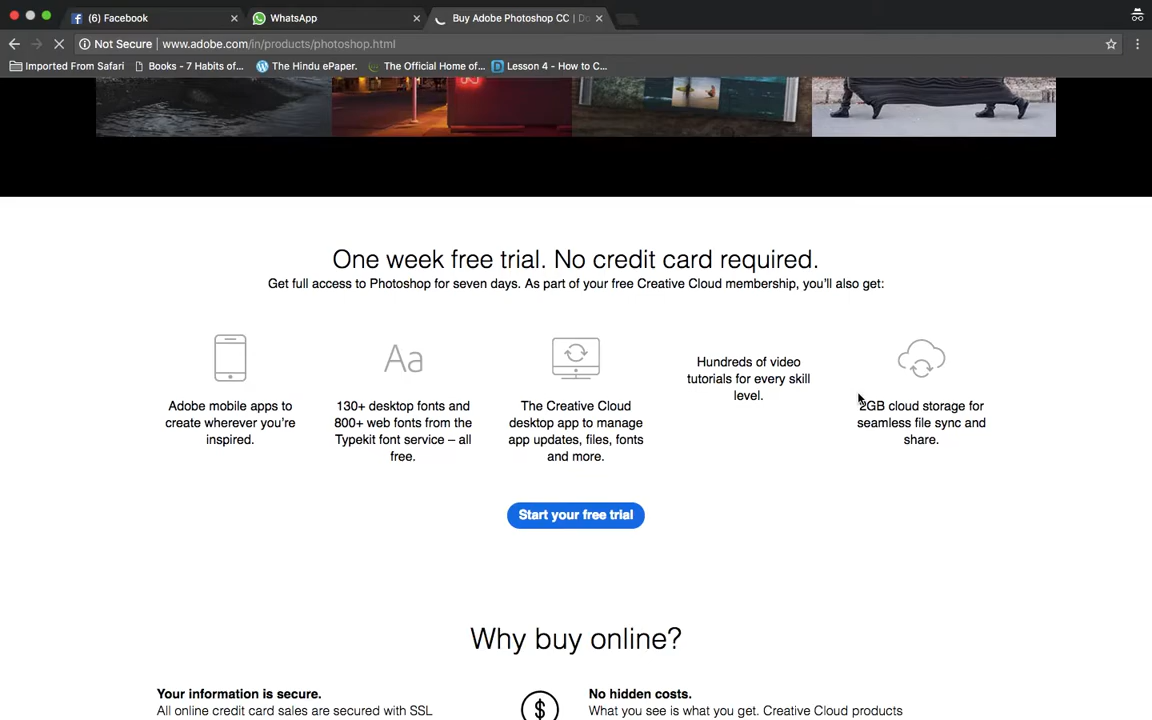 (6) Facebook
WhatsApp
Buy Adobe Photoshop CC | Do
Not Secure | www.adobe.com/in/products/photoshop.html
Imported From Safari
Books - 7 Habits of...
The Hindu ePaper.
The Official Home of...
Lesson 4 - How to C...
One week free trial. No credit card required.
Get full access to Photoshop for seven days. As part of your free Creative Cloud membership, you'll also get:
Aa
Adobe mobile apps to
create wherever you're
inspired.
130+ desktop fonts and
800+ web fonts from the
Typekit font service – all
free.
The Creative Cloud
desktop app to manage
app updates, files, fonts
and more.
Hundreds of video
tutorials for every skill
level.
2GB cloud storage for
seamless file sync and
share.
Start your free trial
Why buy online?
Your information is secure.
All online credit card sales are secured with SSL
$
No hidden costs.
What you see is what you get. Creative Cloud products